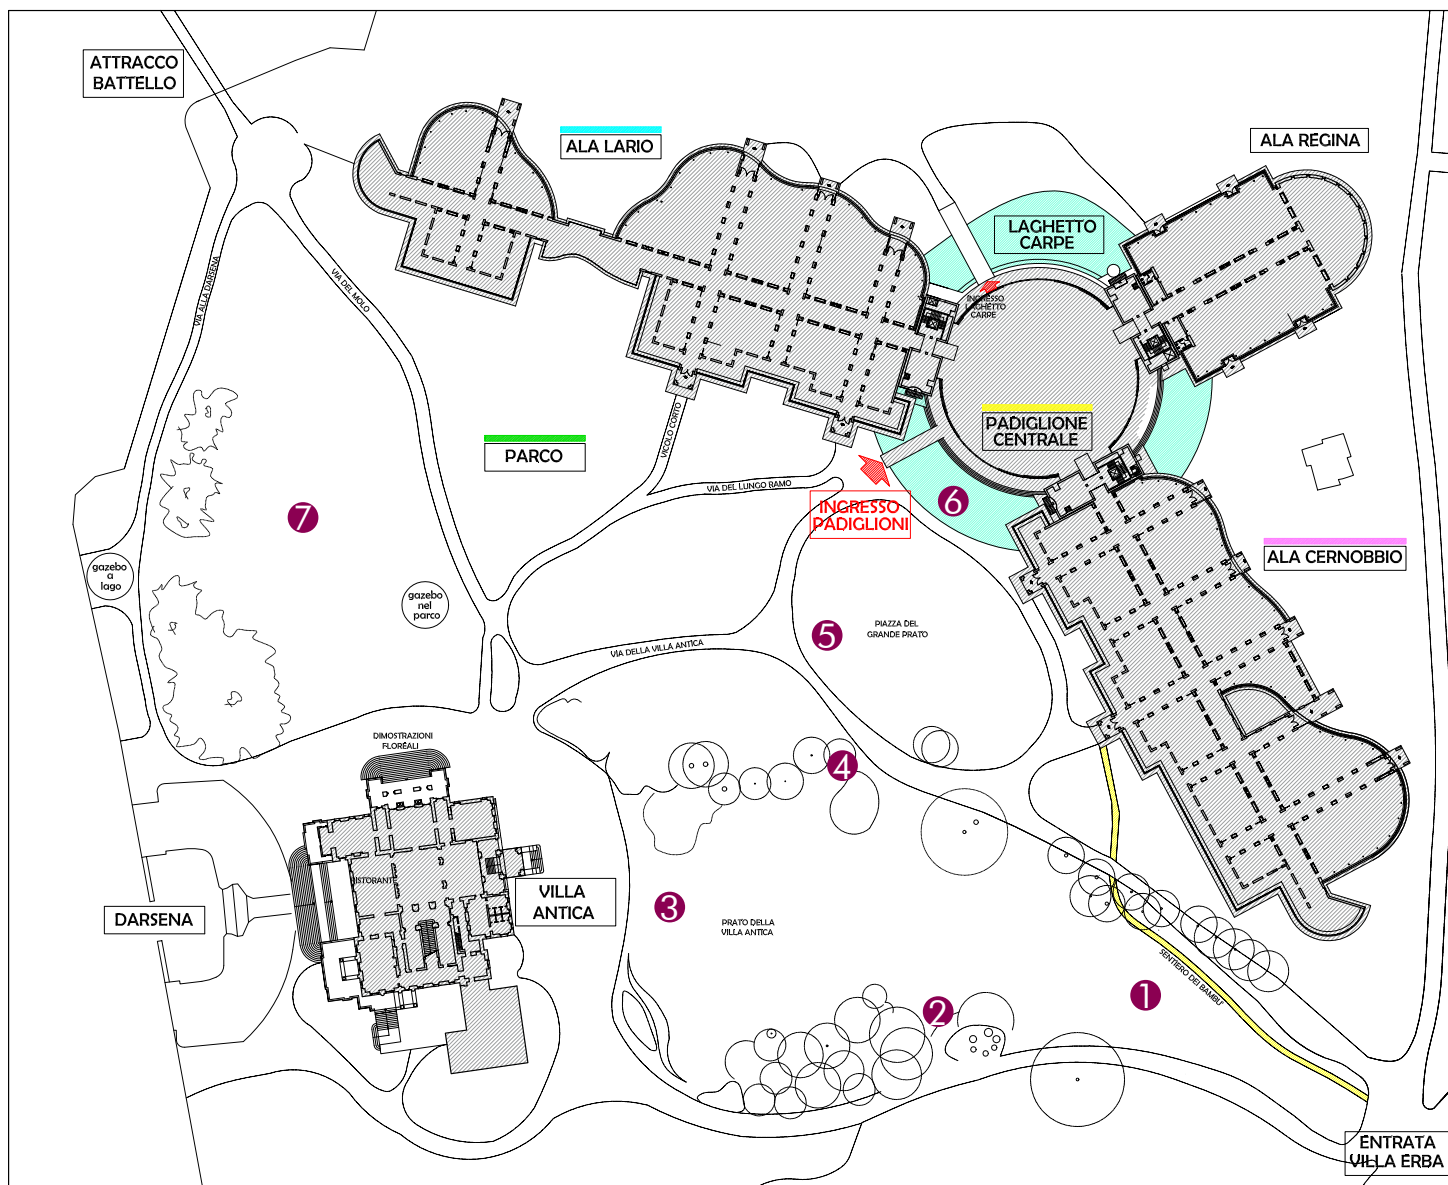 ATTRACCO
BATTELLO
ALA LARIO
ALA REGINA
LAGHETTO
CARPE
INGRESSO
LAGHETTO
CARPE
VIA ALLA DARSENA
VIA DEL MOLO
PADIGLIONE
CENTRALE
VICOLO CORTO
PARCO
VIA DEL LUNGO RAMO
INGRESSO
PADIGLIONI
6
7
ALA CERNOBBIO
gazebo
a
lago
gazebo
nel
parco
5
PIAZZA DEL
GRANDE PRATO
VIA DELLA VILLA ANTICA
DIMOSTRAZIONI
FLOREALI
4
RISTORANTE
VILLA
ANTICA
DARSENA
3
PRATO DELLA
VILLA ANTICA
SENTIERO DEI BAMBU'
1
2
ENTRATA
VILLA ERBA